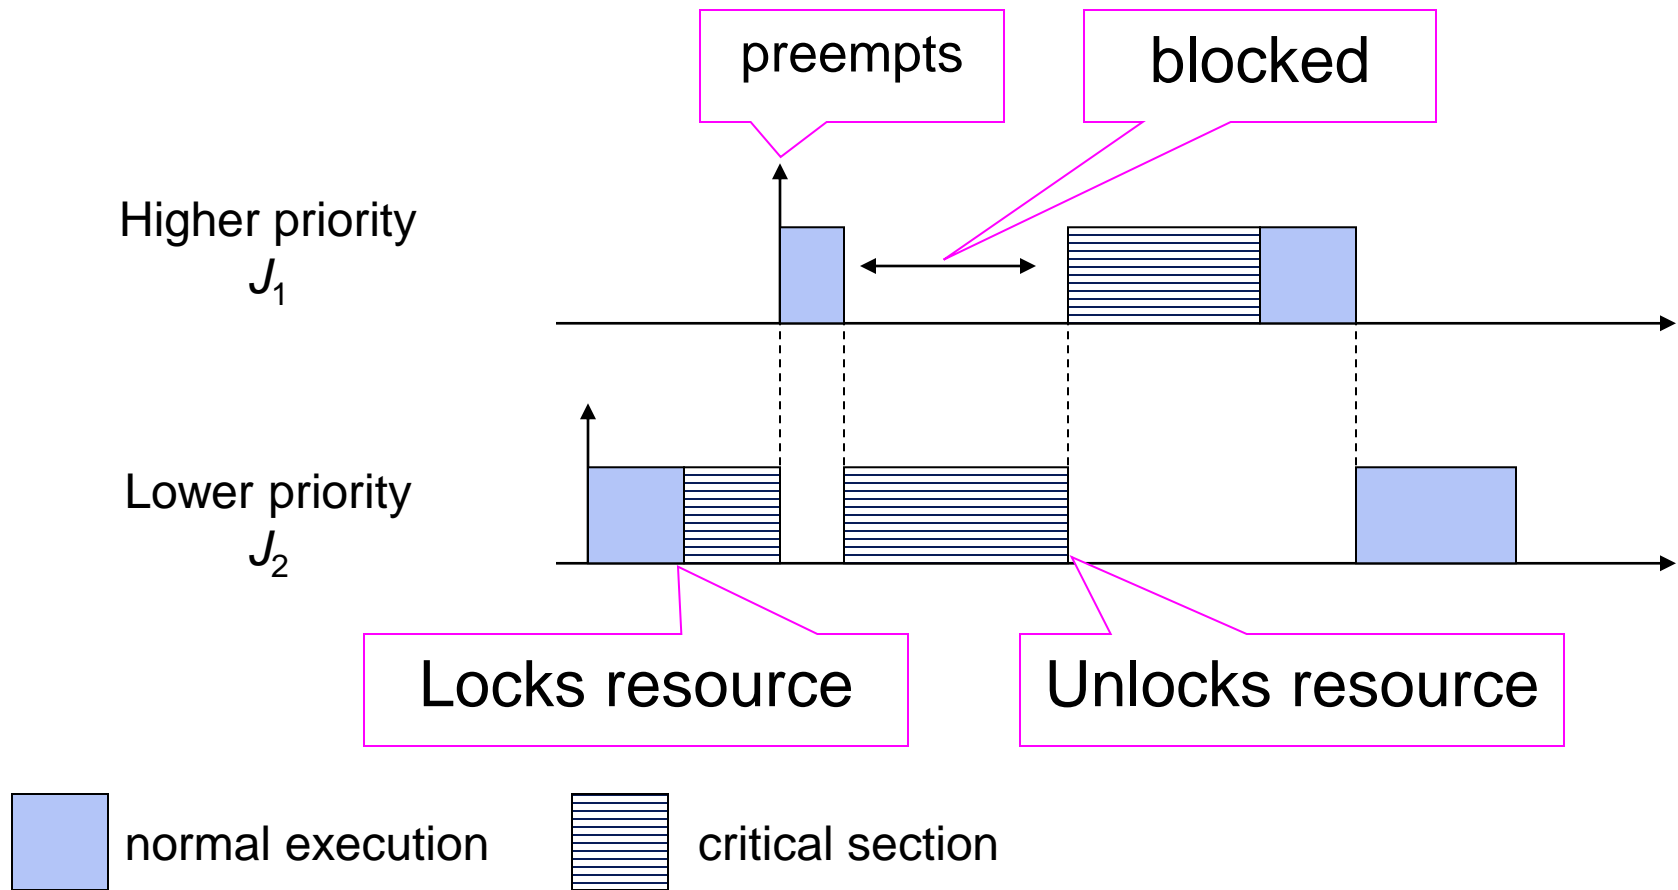 preempts
blocked
Higher priority
J₁
Lower priority
J₂
Locks resource
Unlocks resource
normal execution
critical section